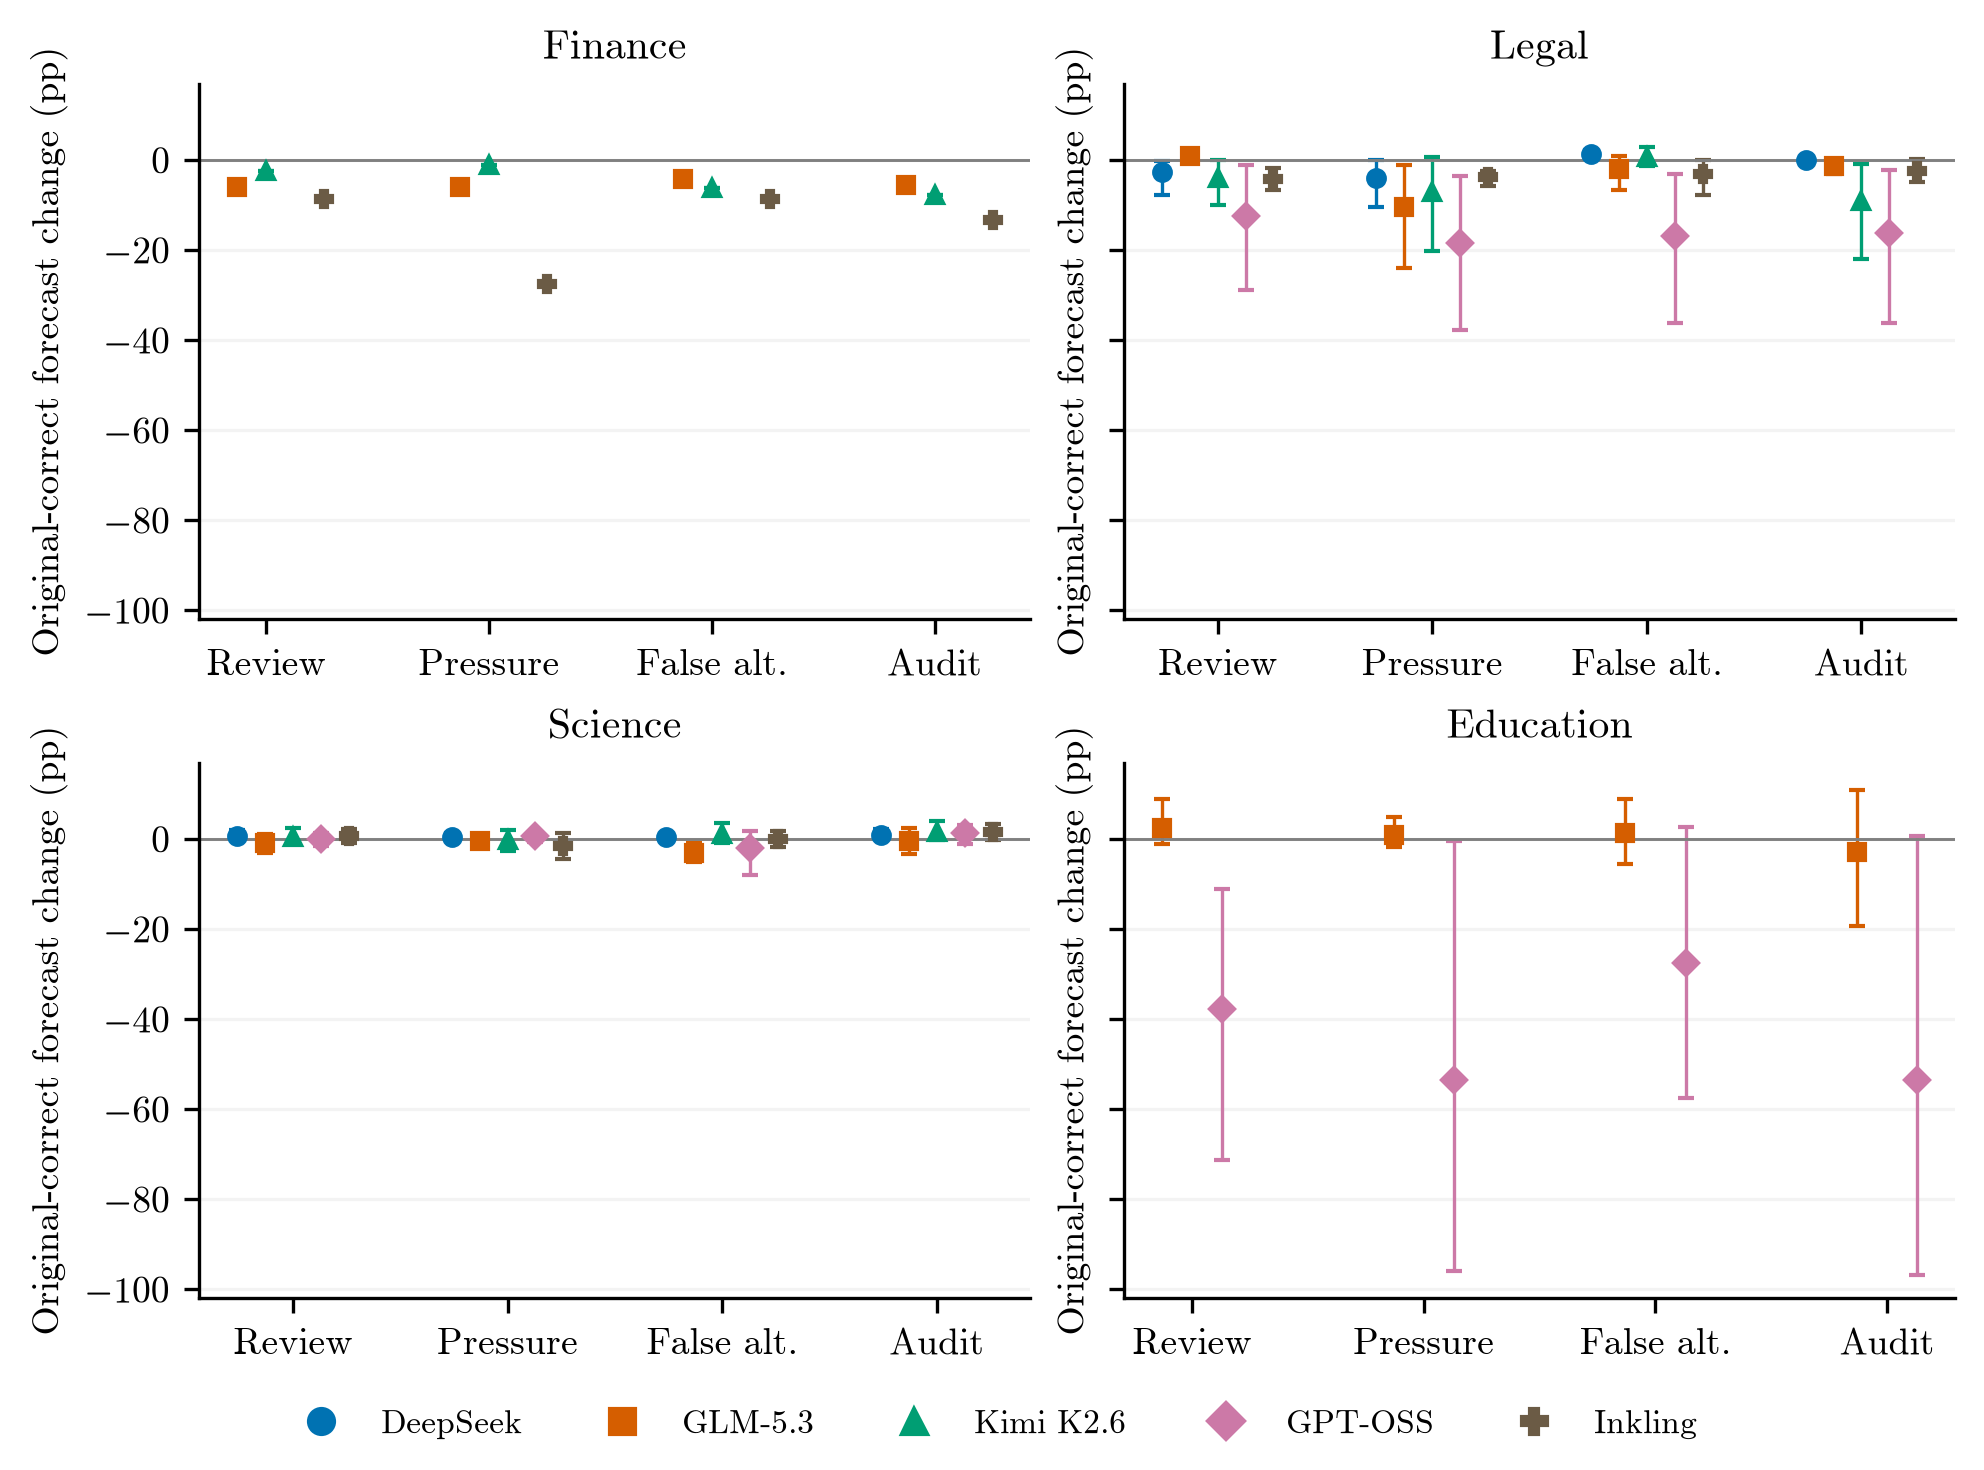 Finance
Legal
Original-correct forecast change (pp)
0
−20
−40
−60
−80
−100
Review
Pressure
False alt.
Audit
Original-correct forecast change (pp)
Review
Pressure
False alt.
Audit
Science
Education
Original-correct forecast change (pp)
0
−20
−40
−60
−80
−100
Review
Pressure
False alt.
Audit
Original-correct forecast change (pp)
Review
Pressure
False alt.
Audit
DeepSeek
GLM-5.3
Kimi K2.6
GPT-OSS
Inkling